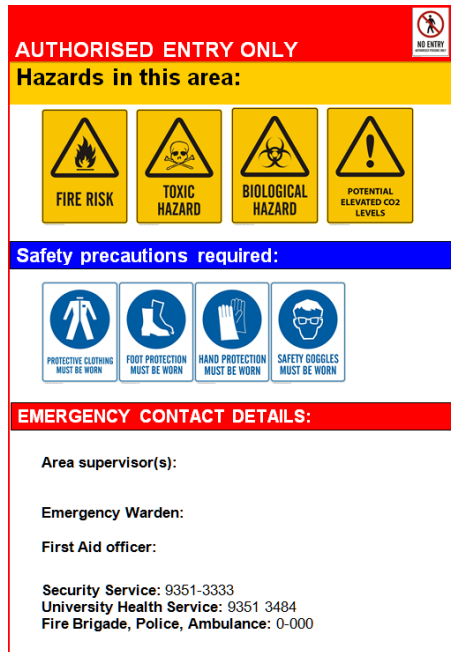 NO ENTRY
AUTHORISED PERSONS ONLY
AUTHORISED ENTRY ONLY
Hazards in this area:
FIRE RISK
TOXIC
HAZARD
BIOLOGICAL
HAZARD
POTENTIAL
ELEVATED CO2
LEVELS
Safety precautions required:
PROTECTIVE CLOTHING
MUST BE WORN
FOOT PROTECTION
MUST BE WORN
HAND PROTECTION
MUST BE WORN
SAFETY GOGGLES
MUST BE WORN
EMERGENCY CONTACT DETAILS:
Area supervisor(s):
Emergency Warden:
First Aid officer:
Security Service: 9351-3333
University Health Service: 9351 3484
Fire Brigade, Police, Ambulance: 0-000